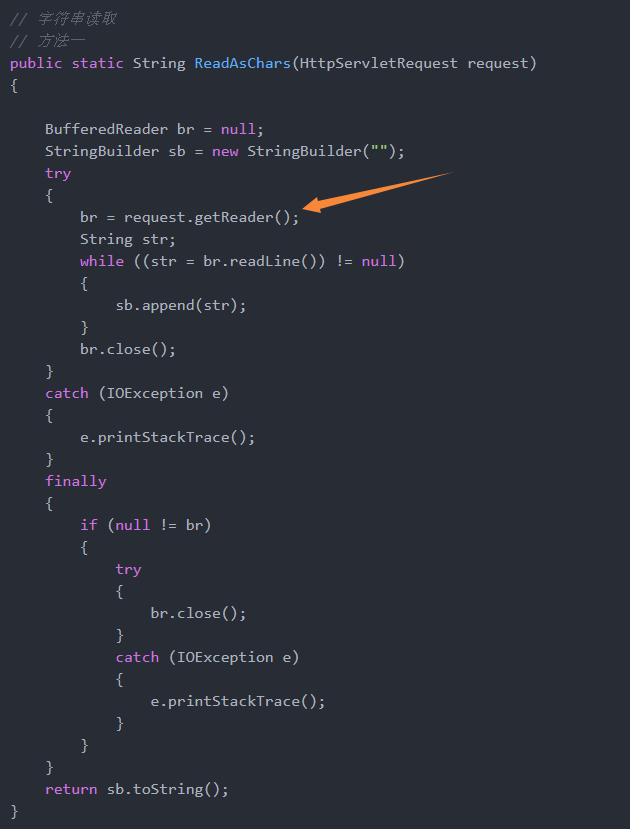 // 字符串读取
// 方法一
public static String ReadAsChars(HttpServletRequest request)
{
BufferedReader br = null;
StringBuilder sb = new StringBuilder("");
try
{
br = request.getReader();
String str;
while ((str = br.readLine()) != null)
{
sb.append(str);
}
br.close();
}
catch (IOException e)
{
e.printStackTrace();
}
finally
{
if (null != br)
{
try
{
br.close();
}
catch (IOException e)
{
e.printStackTrace();
}
}
}
return sb.toString();
}